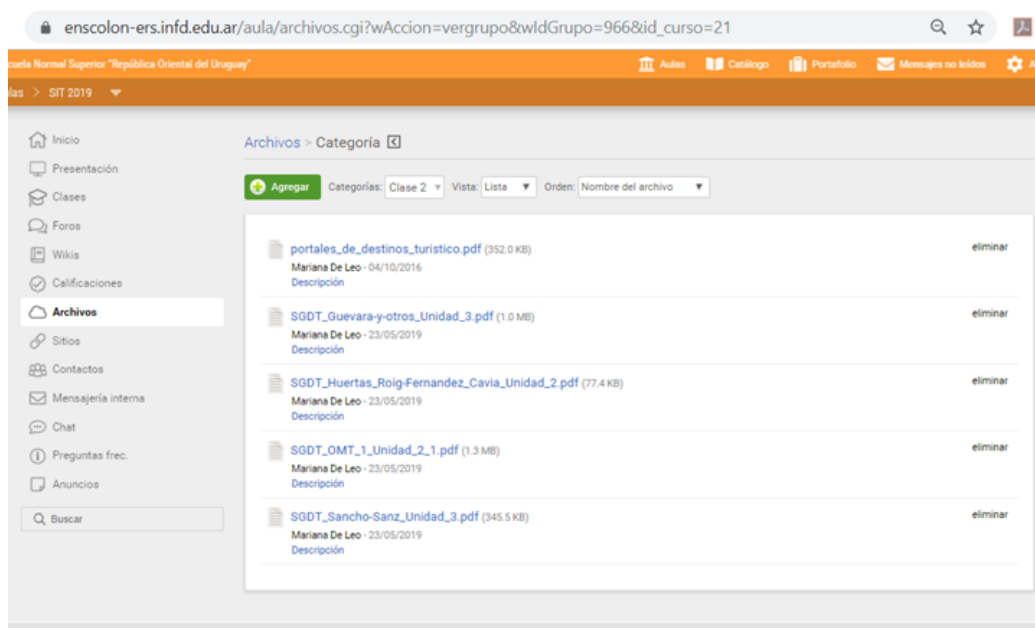 enscolon-ers.infd.edu.ar/aula/archivos.cgi?wAccion=vergrupo&wIdGrupo=966&id_curso=21
cuela Normal Superior "República Oriental del Uruguay"
Aulas
Catálogo
Portafolio
Mensajes no leídos
A
las > SIT 2019
Inicio
Presentación
Clases
Foros
Wikis
Calificaciones
Archivos
Sitios
Contactos
Mensajería interna
Chat
Preguntas frec.
Anuncios
Buscar
Archivos > Categoría
Agregar Categorías: Clase 2 Vista: Lista Orden: Nombre del archivo
portales_de_destinos_turistico.pdf (352.0 KB) eliminar
Mariana De Leo - 04/10/2016
Descripción
SGDT_Guevara-y-otros_Unidad_3.pdf (1.0 MB) eliminar
Mariana De Leo - 23/05/2019
Descripción
SGDT_Huertas_Roig-Fernandez_Cavia_Unidad_2.pdf (77.4 KB) eliminar
Mariana De Leo - 23/05/2019
Descripción
SGDT_OMT_1_Unidad_2_1.pdf (1.3 MB) eliminar
Mariana De Leo - 23/05/2019
Descripción
SGDT_Sancho-Sanz_Unidad_3.pdf (345.5 KB) eliminar
Mariana De Leo - 23/05/2019
Descripción